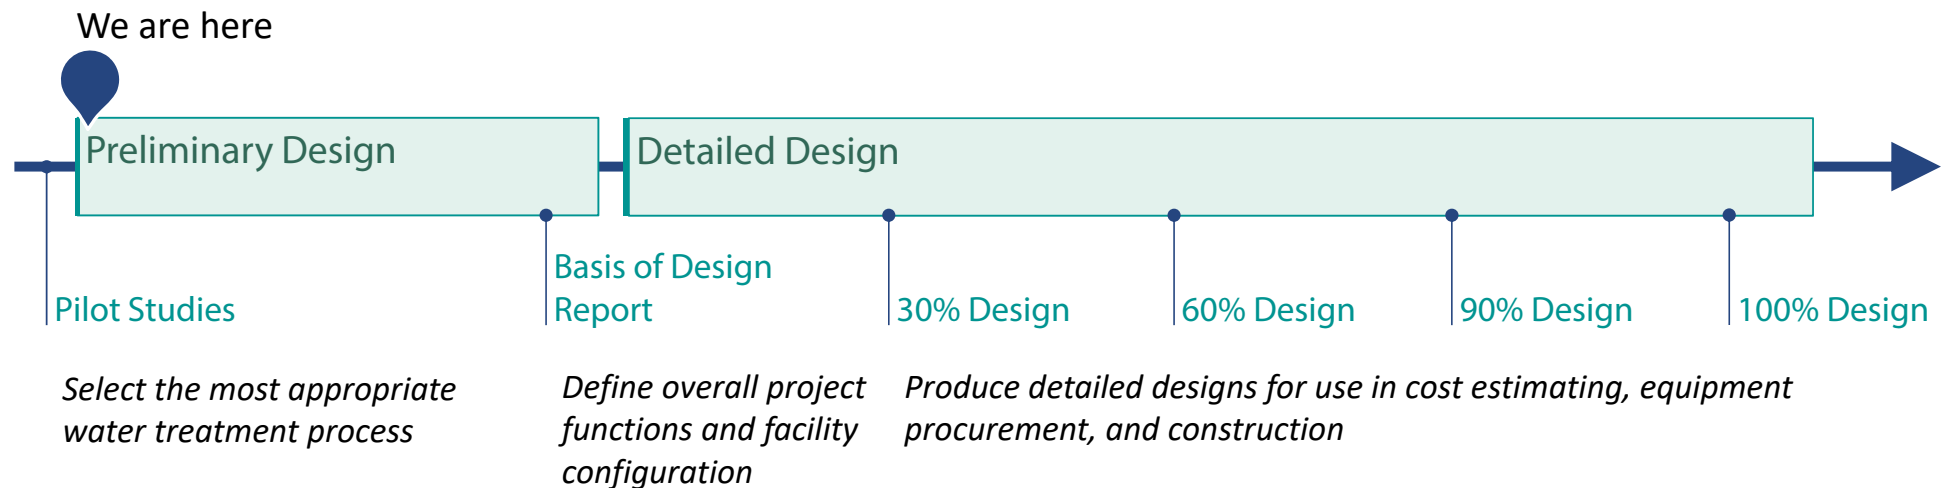 We are here
Preliminary Design
Detailed Design
Pilot Studies
Basis of Design
Report
30% Design
60% Design
90% Design
100% Design
Select the most appropriate
water treatment process
Define overall project
functions and facility
configuration
Produce detailed designs for use in cost estimating, equipment
procurement, and construction